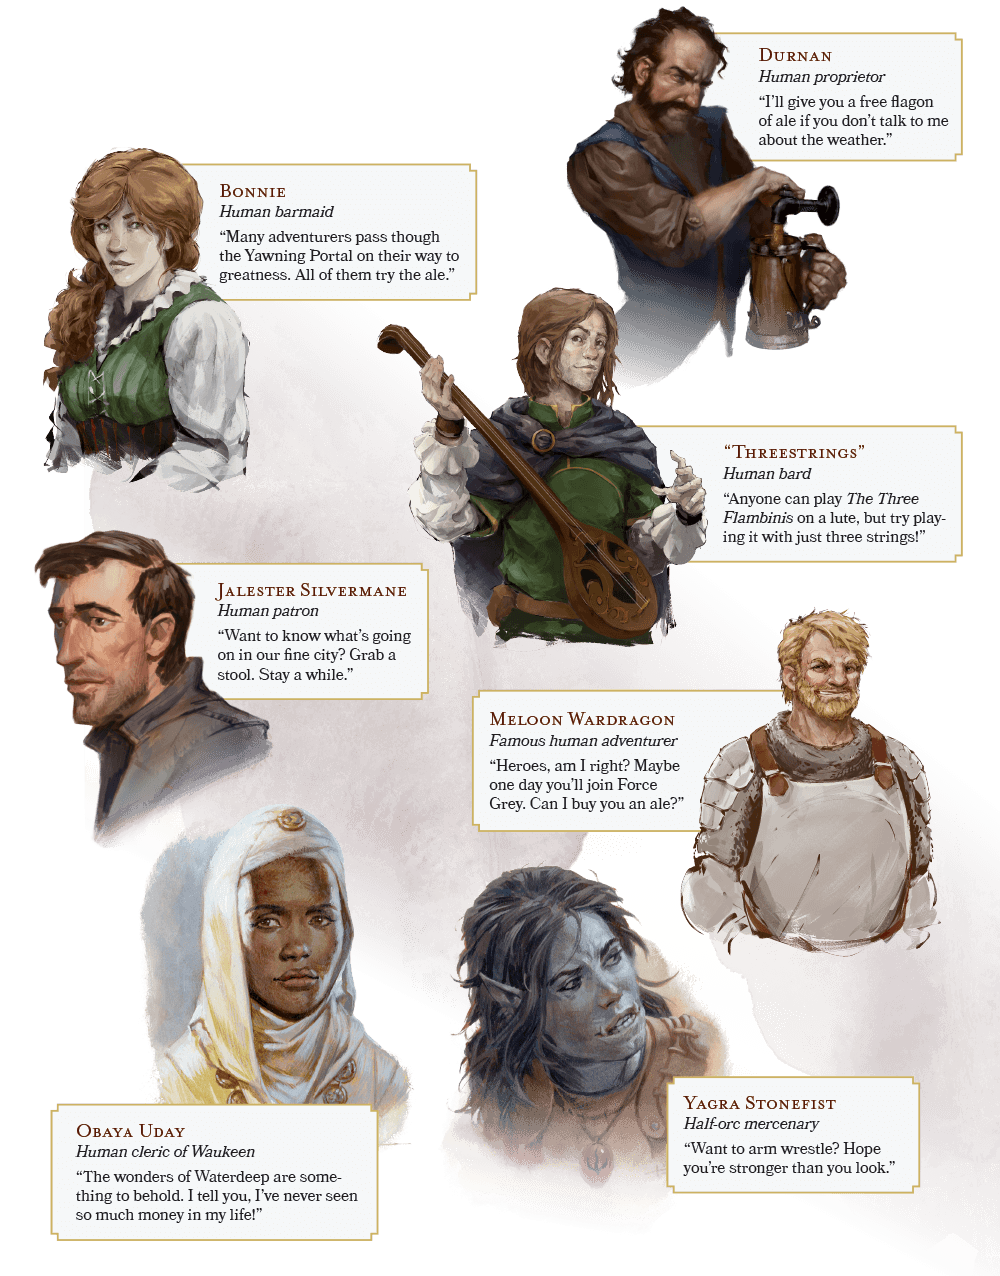 DURNAN
Human proprietor
“I’ll give you a free flagon
of ale if you don’t talk to me
about the weather.”
BONNIE
Human barmaid
“Many adventurers pass though
the Yawning Portal on their way to
greatness. All of them try the ale.”
“THREESTRINGS”
Human bard
“Anyone can play The Three
Flambinis on a lute, but try play-
ing it with just three strings!”
JALESTER SILVERMANE
Human patron
“Want to know what’s going
on in our fine city? Grab a
stool. Stay a while.”
MELOON WARDRAGON
Famous human adventurer
“Heroes, am I right? Maybe
one day you’ll join Force
Grey. Can I buy you an ale?”
OBAYA UDAY
Human cleric of Waukeen
“The wonders of Waterdeep are some-
thing to behold. I tell you, I’ve never seen
so much money in my life!”
YAGRA STONEFIST
Half-orc mercenary
“Want to arm wrestle? Hope
you’re stronger than you look.”